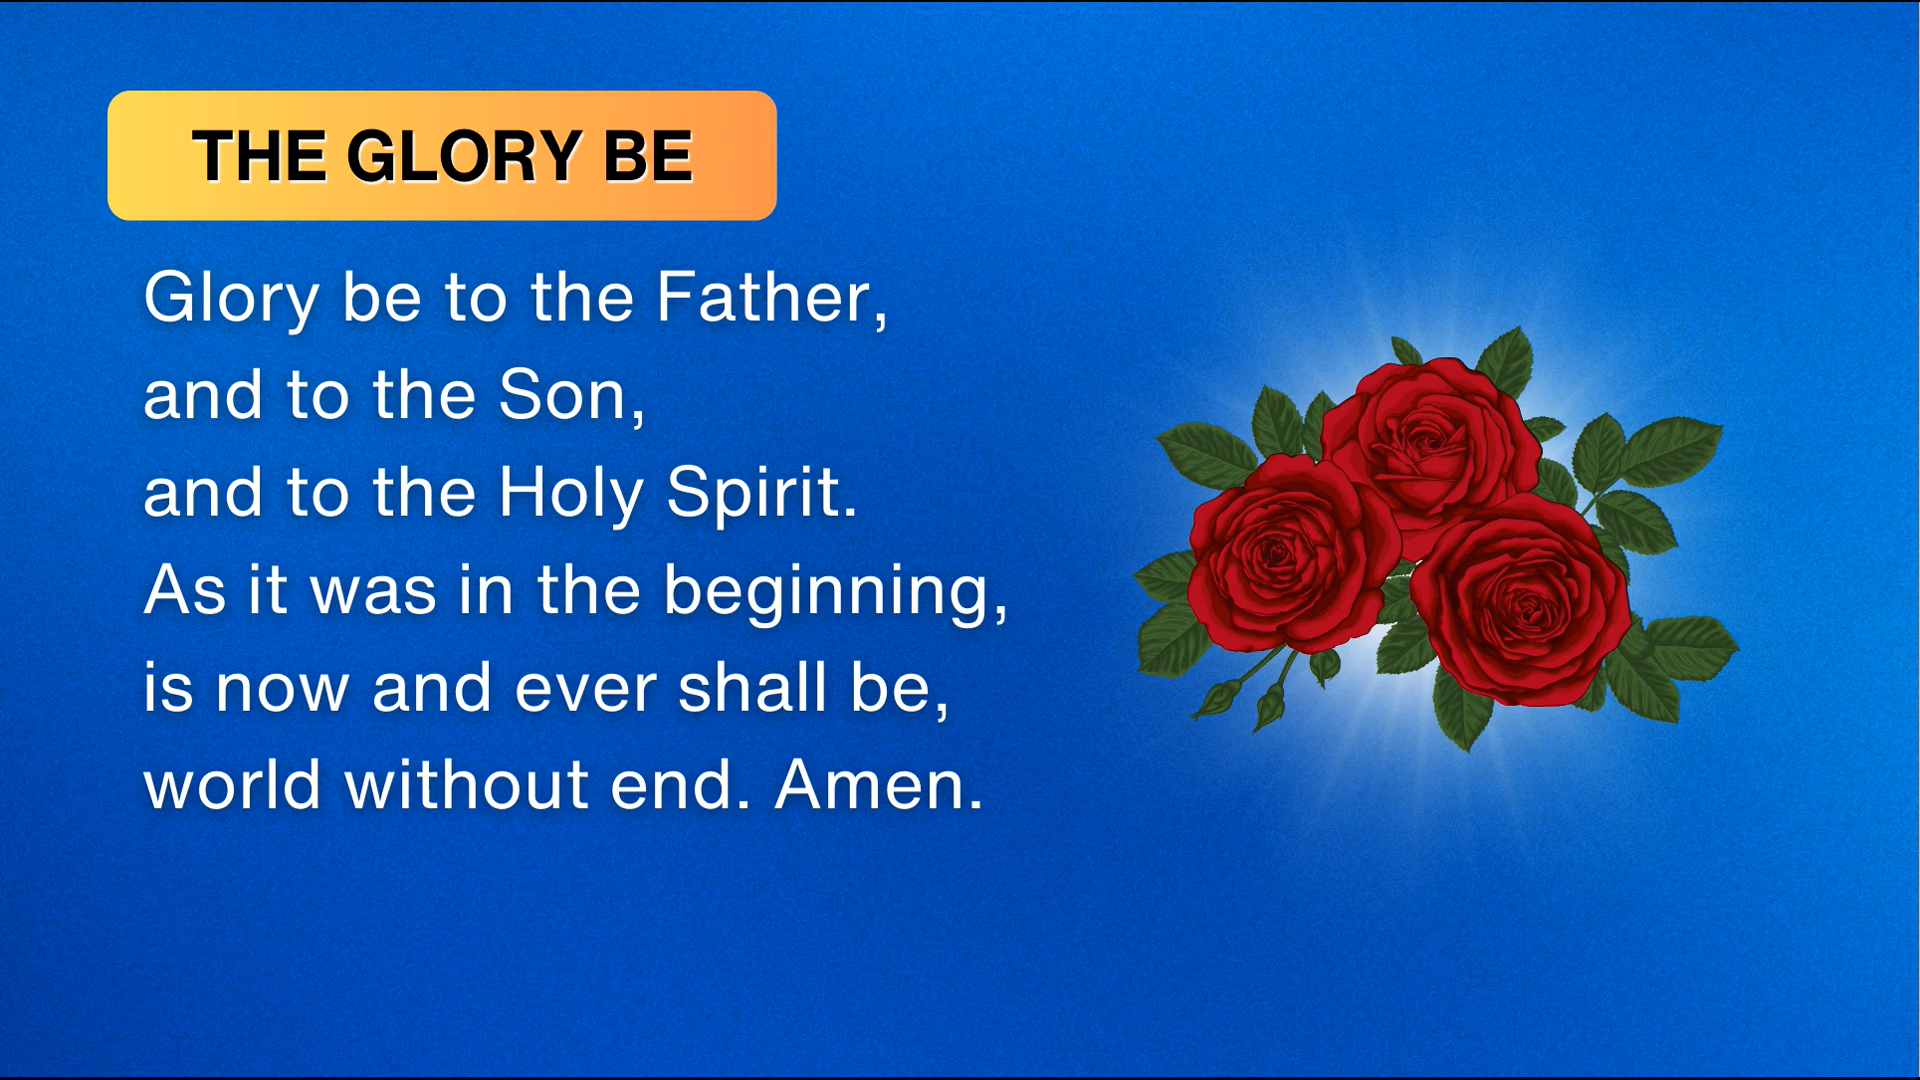 THE GLORY BE
Glory be to the Father,
and to the Son,
and to the Holy Spirit.
As it was in the beginning,
is now and ever shall be,
world without end. Amen.